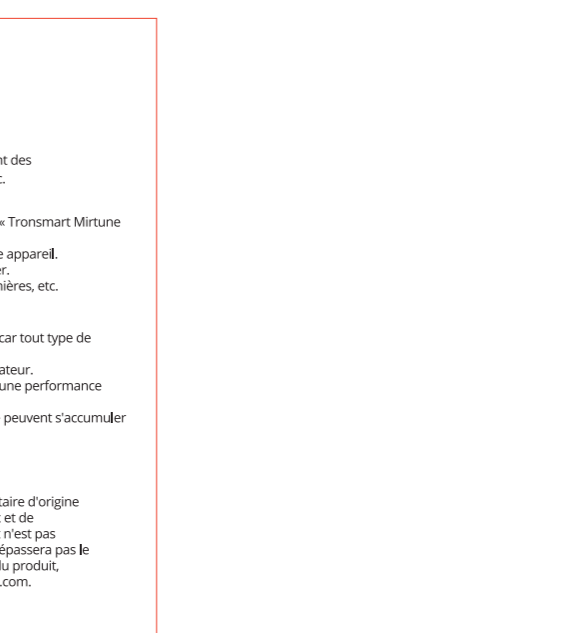 nt des
c.
« Tronsmart Mirtune
e appareil.
er.
nières, etc.
car tout type de
ateur.
une performance
peuvent s'accumuler
taire d'origine
et de
n'est pas
épassera pas le
du produit,
.com.